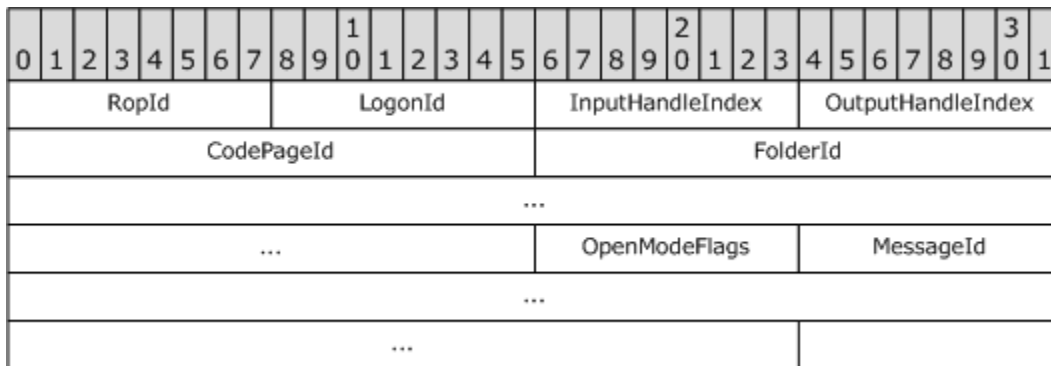 1 2 3
0 1 2 3 4 5 6 7 8 9 0 1 2 3 4 5 6 7 8 9 0 1 2 3 4 5 6 7 8 9 0 1
RopId LogonId InputHandleIndex OutputHandleIndex
CodePageId FolderId
...
... OpenModeFlags MessageId
...
...